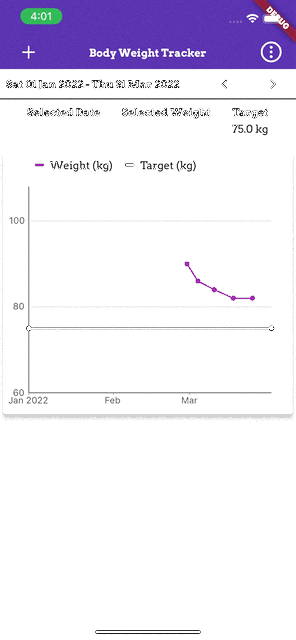 4:01
DEBUG
Body Weight Tracker
Sat 01 Jan 2022 - Thu 31 Mar 2022
Selected Date Selected Weight Target
75.0 kg
Weight (kg) Target (kg)
100
80
60
Jan 2022 Feb Mar